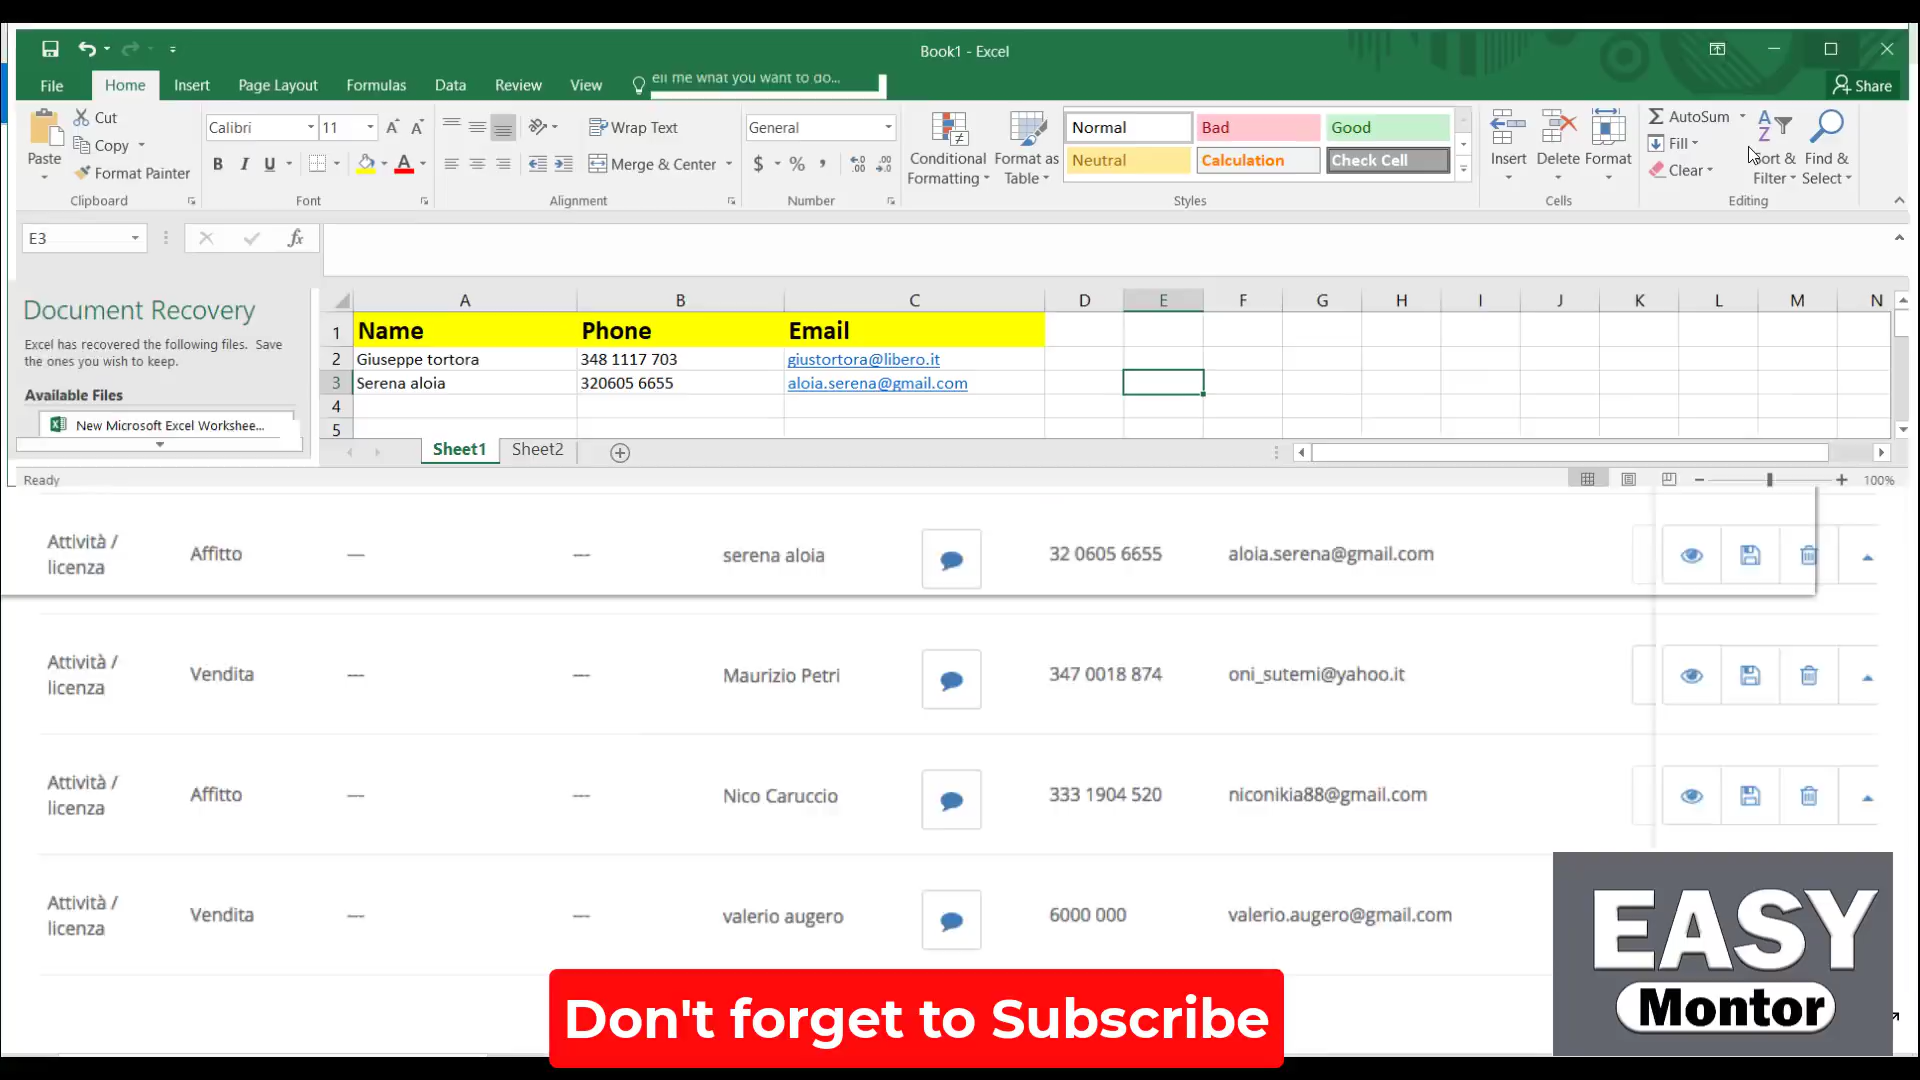 Book1 - Excel
File Home Insert Page Layout Formulas Data Review View ell me what you want to do... Share
Cut
Copy
Format Painter
Paste
Clipboard
Calibri 11
B I U
Font
Wrap Text
Merge & Center
Alignment
General
$ % ,
Number
Conditional Formatting
Format as Table
Normal Bad Good
Neutral Calculation Check Cell
Styles
Insert Delete Format
Cells
AutoSum
Fill
Clear
Sort & Filter
Find & Select
Editing
E3 fx
Document Recovery
Excel has recovered the following files. Save
the ones you wish to keep.
Available Files
New Microsoft Excel Workshee...
A B C D E F G H I J K L M N
1 Name Phone Email
2 Giuseppe tortora 348 1117 703 giustortora@libero.it
3 Serena aloia 320605 6655 aloia.serena@gmail.com
4
5
Sheet1 Sheet2
Ready 100%
Attività /
licenza Affitto --- --- serena aloia 32 0605 6655 aloia.serena@gmail.com
Attività /
licenza Vendita --- --- Maurizio Petri 347 0018 874 oni_sutemi@yahoo.it
Attività /
licenza Affitto --- --- Nico Caruccio 333 1904 520 niconikia88@gmail.com
Attività /
licenza Vendita --- --- valerio augero 6000 000 valerio.augero@gmail.com
EASY
Montor
Don't forget to Subscribe